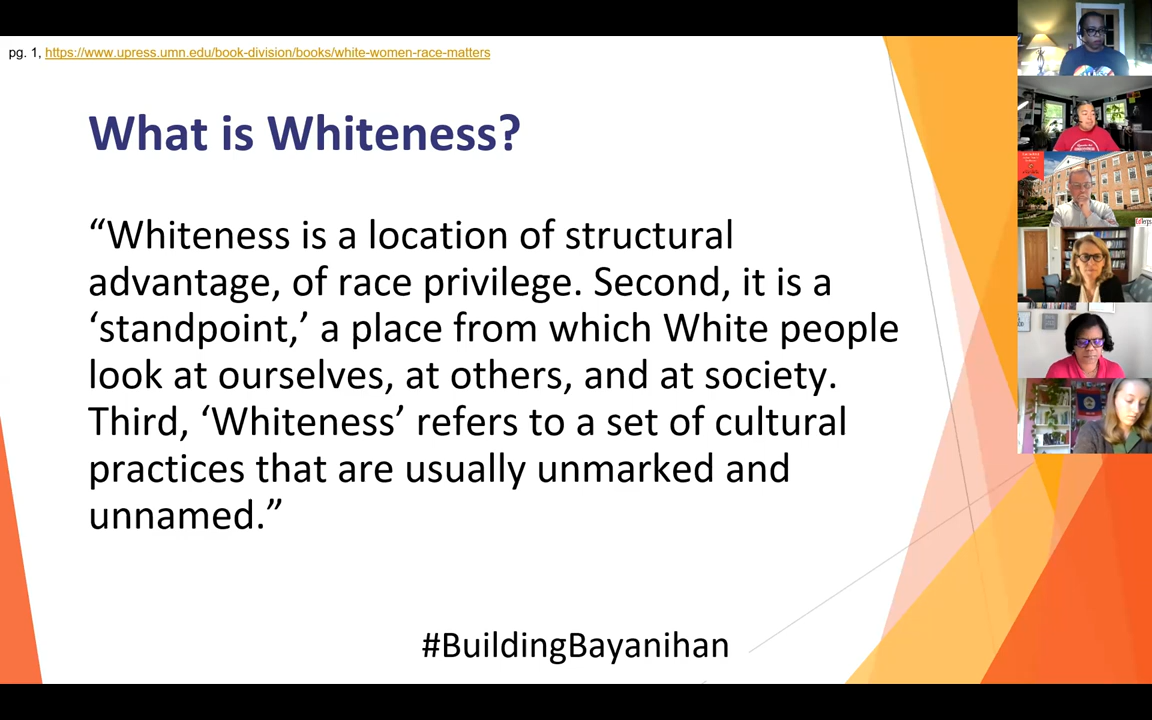 pg. 1, https://www.upress.umn.edu/book-division/books/white-women-race-matters
What is Whiteness?
“Whiteness is a location of structural
advantage, of race privilege. Second, it is a
‘standpoint,’ a place from which White people
look at ourselves, at others, and at society.
Third, ‘Whiteness’ refers to a set of cultural
practices that are usually unmarked and
unnamed.”
#BuildingBayanihan